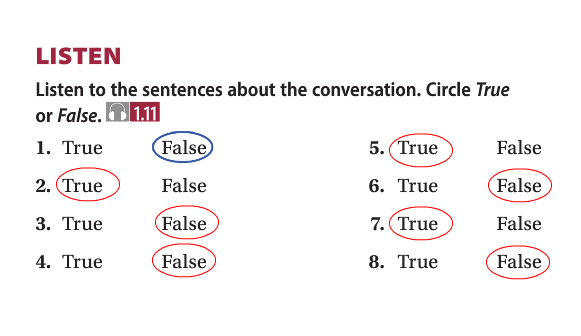 LISTEN
Listen to the sentences about the conversation. Circle True
or False. 1.11
1. True False
2. True False
3. True False
4. True False
5. True False
6. True False
7. True False
8. True False